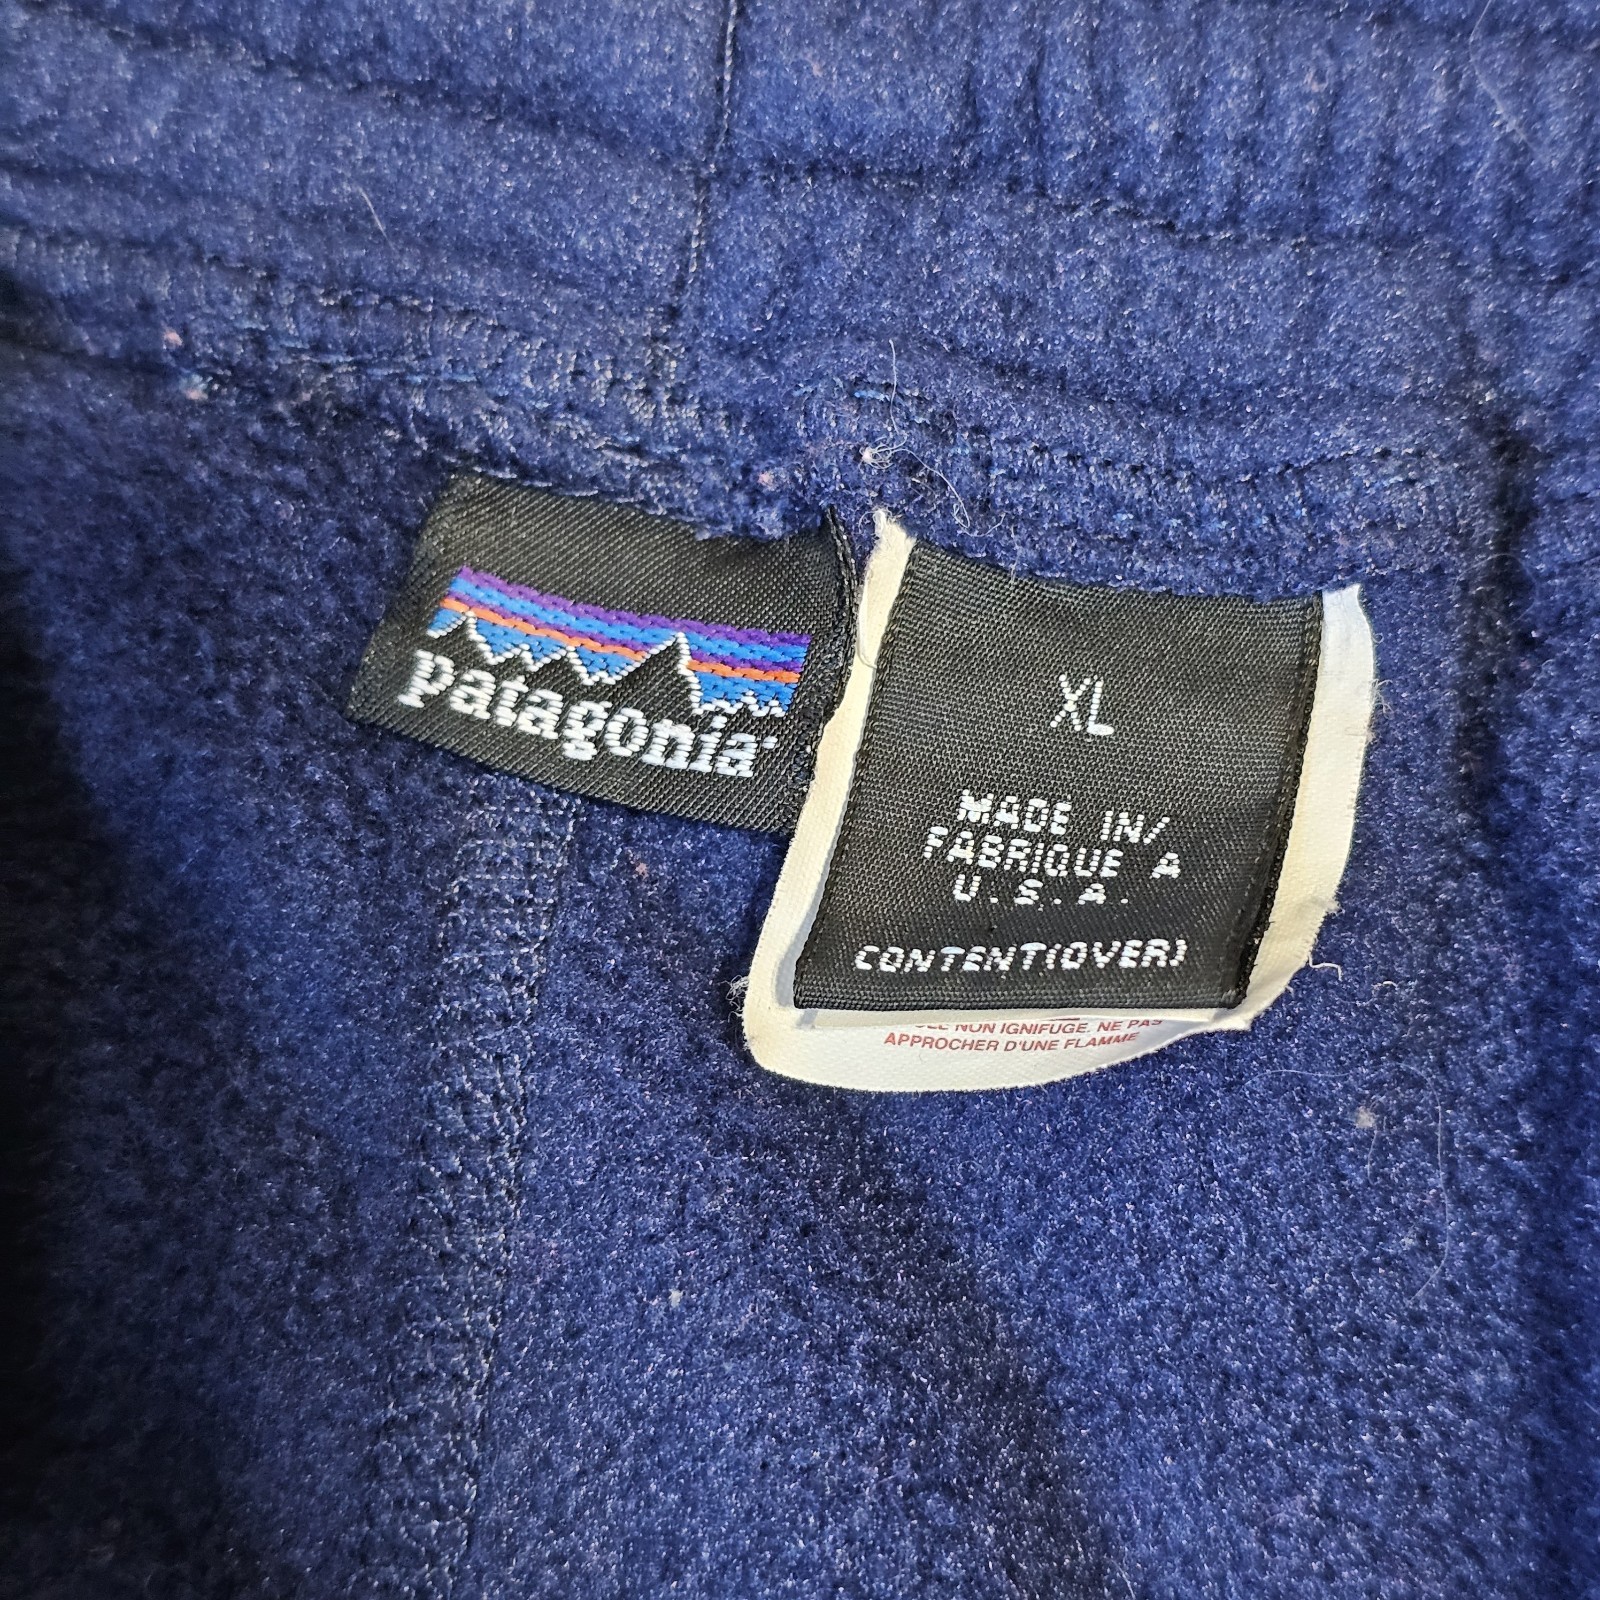 patagonia
XL
MADE IN/
FABRIQUE A
U.S.A.
CONTENT(OVER)
NON IGNIFUGE. NE PAS
APPROCHER D'UNE FLAMME